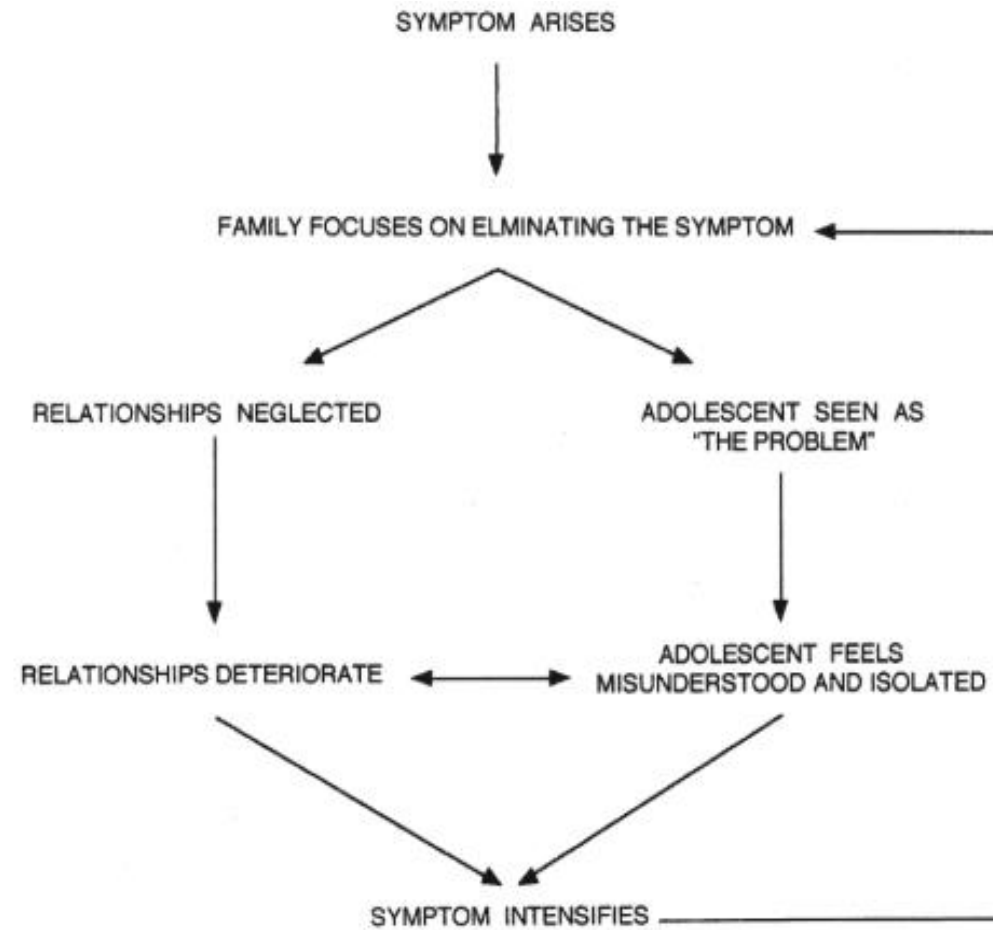 SYMPTOM ARISES
FAMILY FOCUSES ON ELMINATING THE SYMPTOM
RELATIONSHIPS NEGLECTED
ADOLESCENT SEEN AS
"THE PROBLEM"
RELATIONSHIPS DETERIORATE
ADOLESCENT FEELS
MISUNDERSTOOD AND ISOLATED
SYMPTOM INTENSIFIES